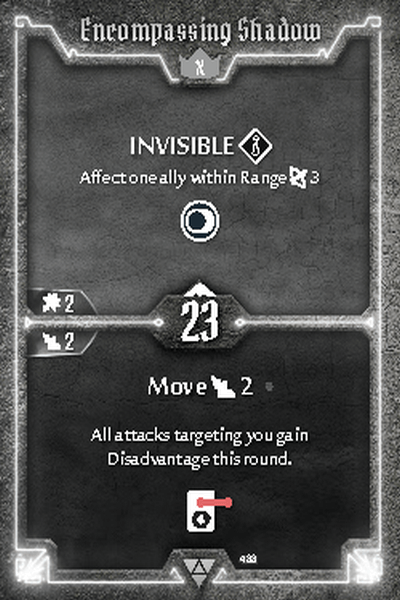 Encompassing Shadow
X
INVISIBLE
Affect one ally within Range 3
2
23
2
Move 2
All attacks targeting you gain
Disadvantage this round.